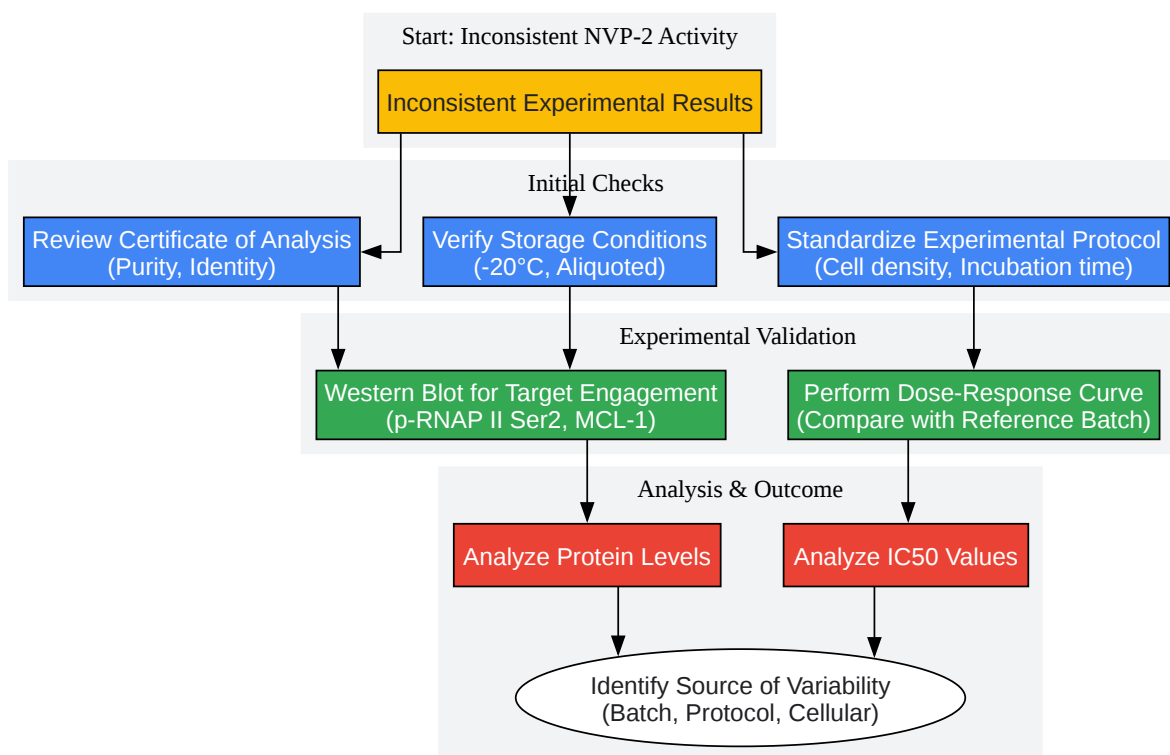 Start: Inconsistent NVP-2 Activity
Inconsistent Experimental Results
Initial Checks
Review Certificate of Analysis
(Purity, Identity)
Verify Storage Conditions
(-20°C, Aliquoted)
Standardize Experimental Protocol
(Cell density, Incubation time)
Experimental Validation
Western Blot for Target Engagement
(p-RNAP II Ser2, MCL-1)
Perform Dose-Response Curve
(Compare with Reference Batch)
Analysis & Outcome
Analyze Protein Levels
Analyze IC50 Values
Identify Source of Variability
(Batch, Protocol, Cellular)